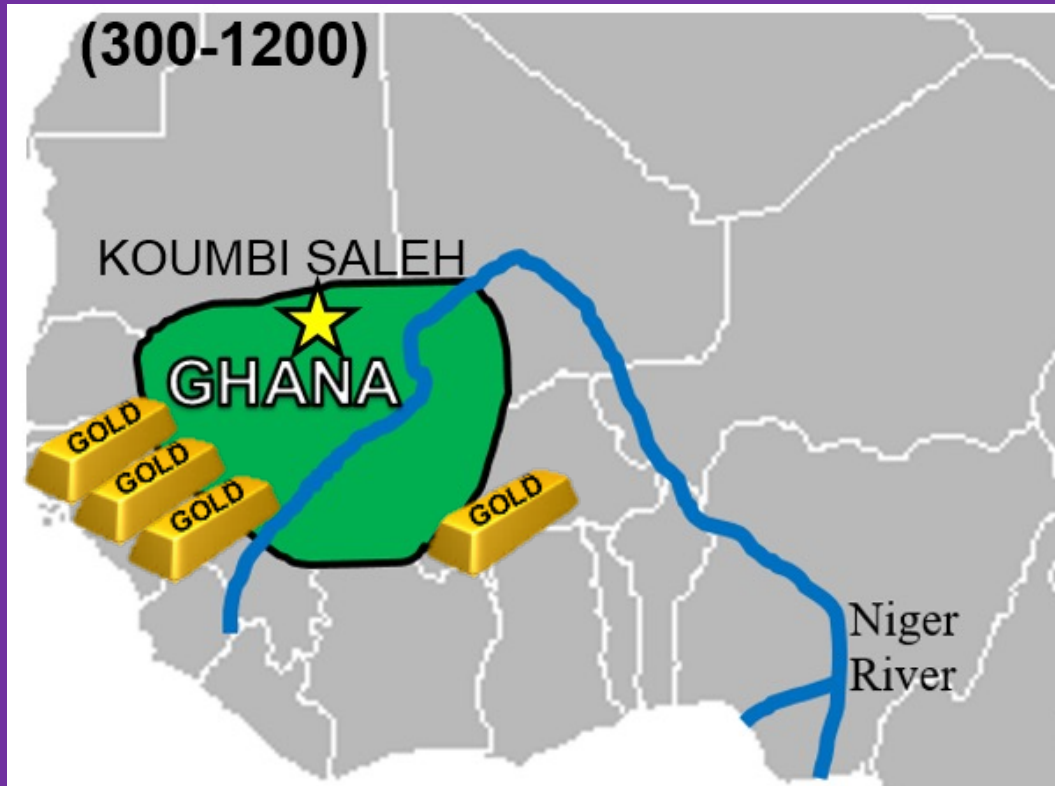 (300-1200)
KOUMBI SALEH
GHANA
GOLD
GOLD
GOLD
GOLD
Niger
River